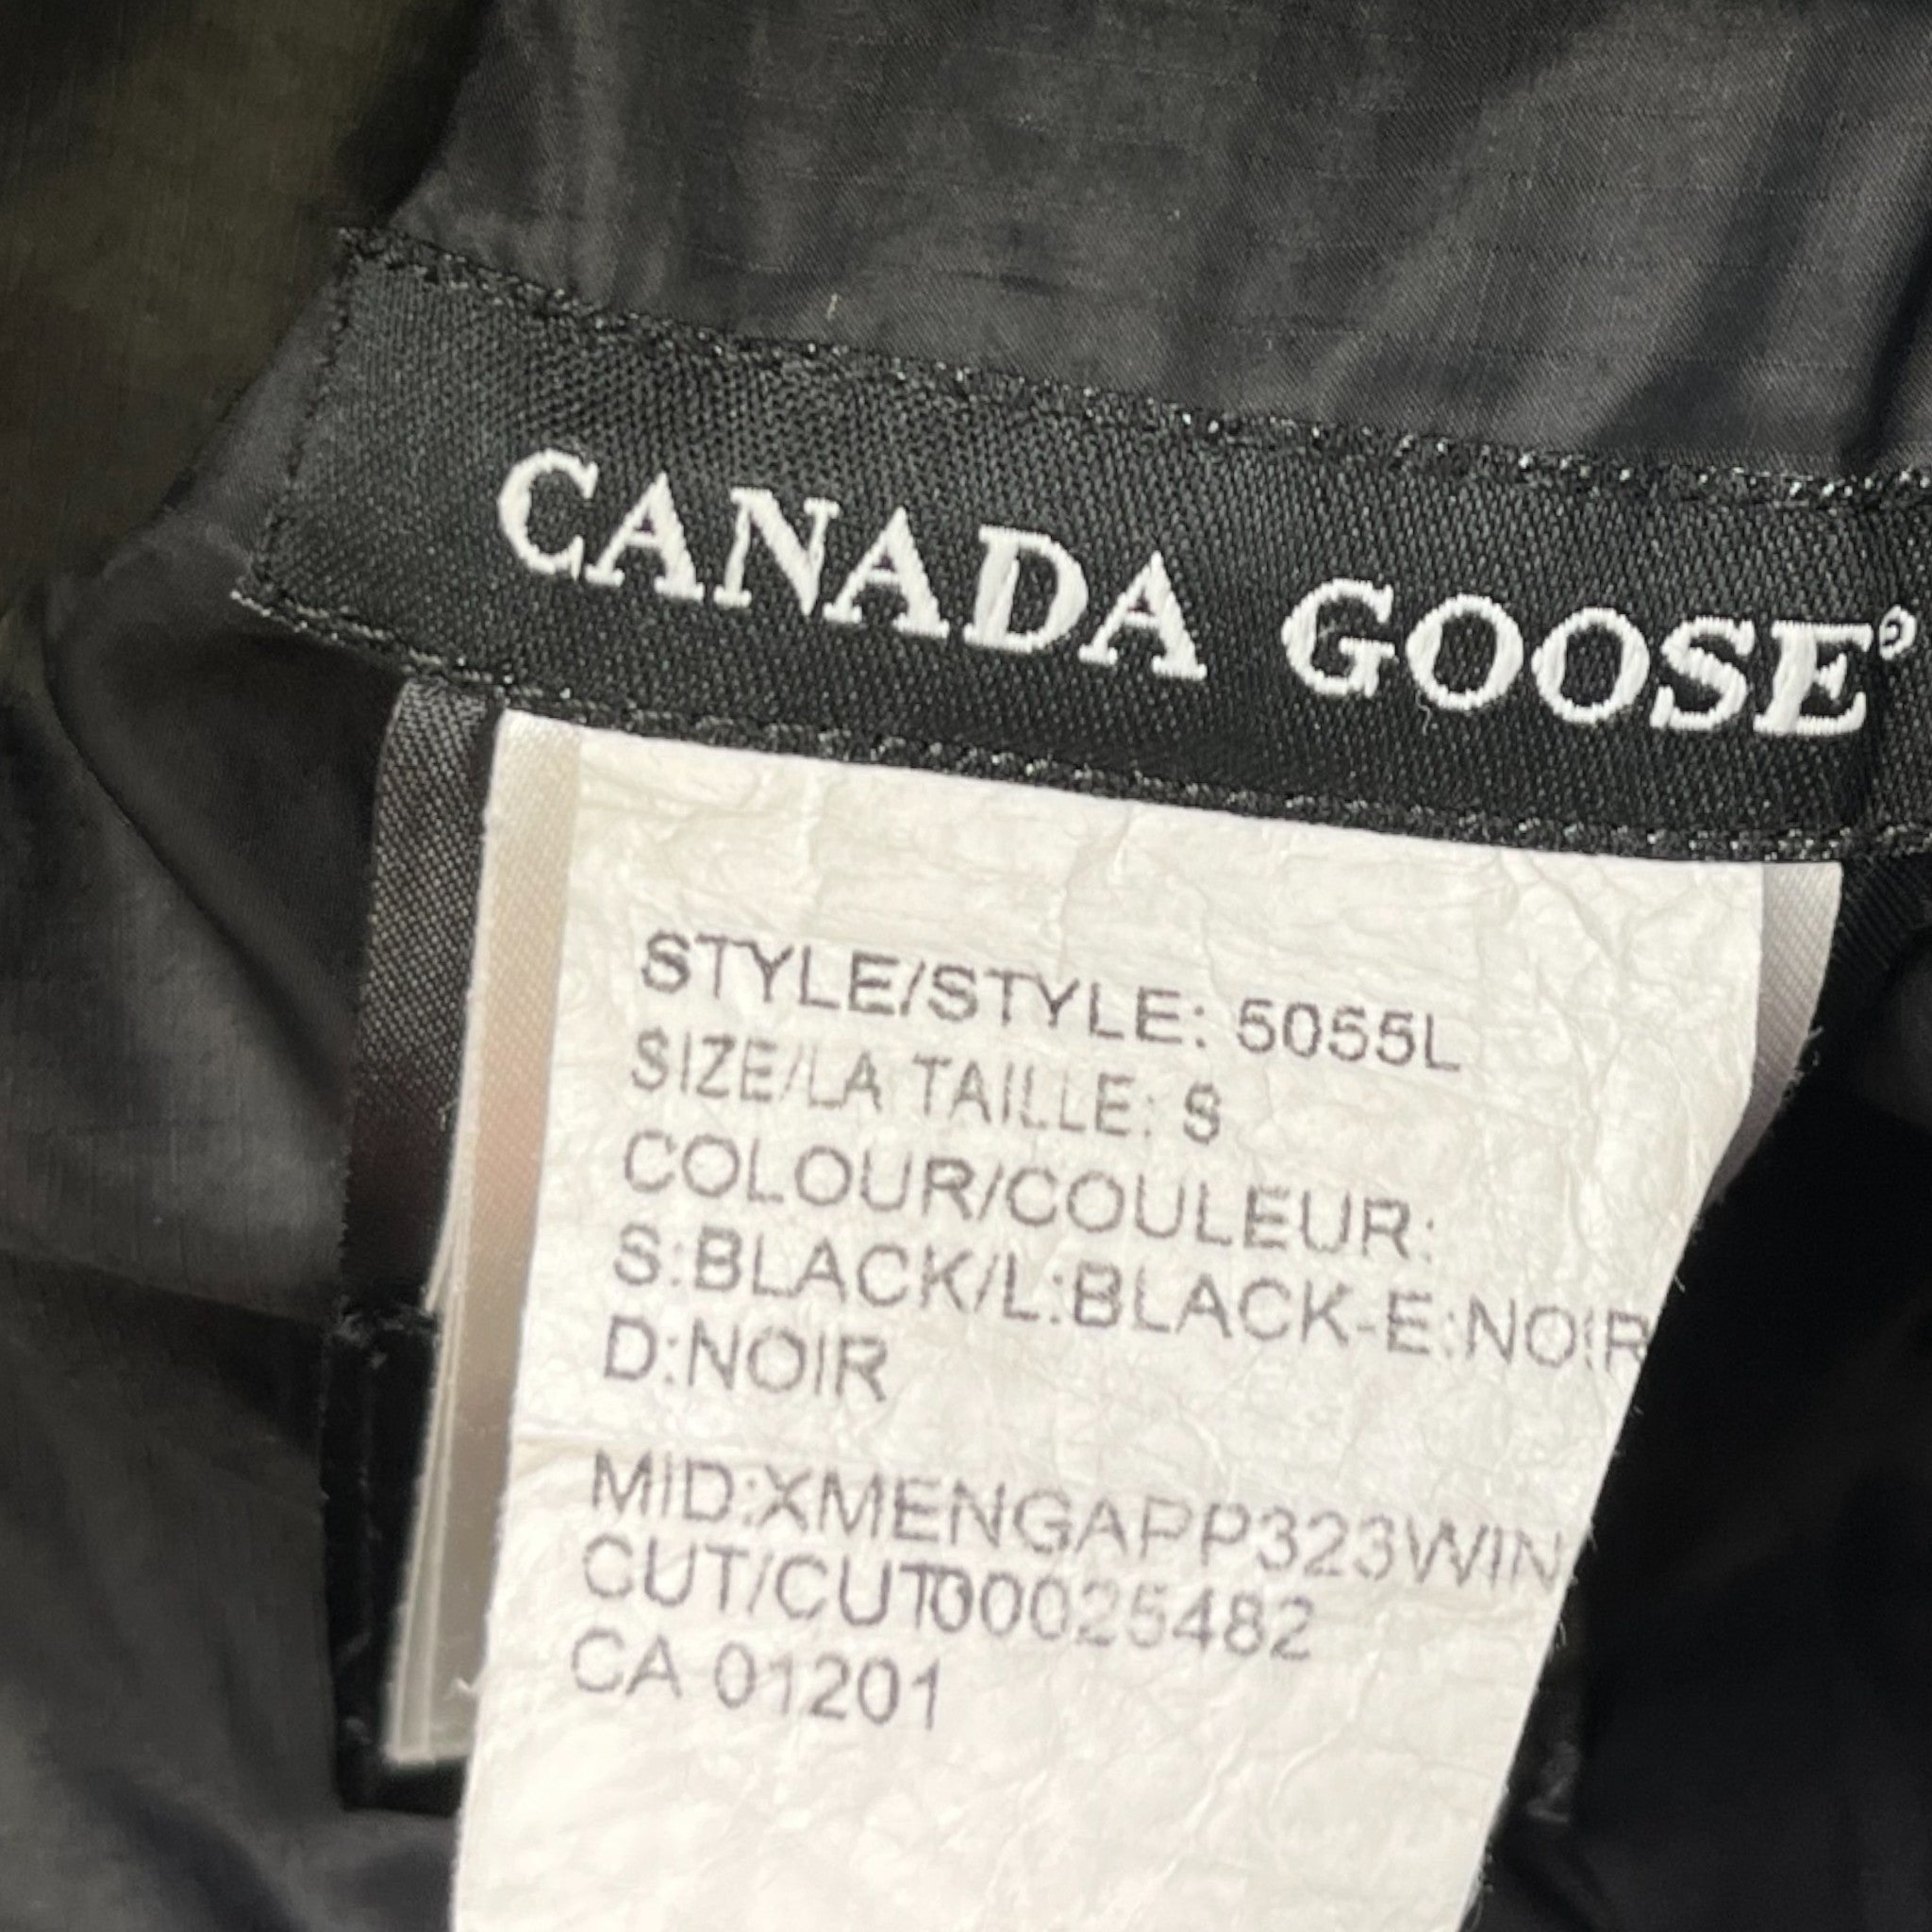 CANADA GOOSE®
STYLE/STYLE: 5055L
SIZE/LA TAILLE: S
COLOUR/COULEUR:
S:BLACK/L:BLACK-E:NOIR
D:NOIR
MID:XMENGAPP323WIN
CUT/CUT00025482
CA 01201